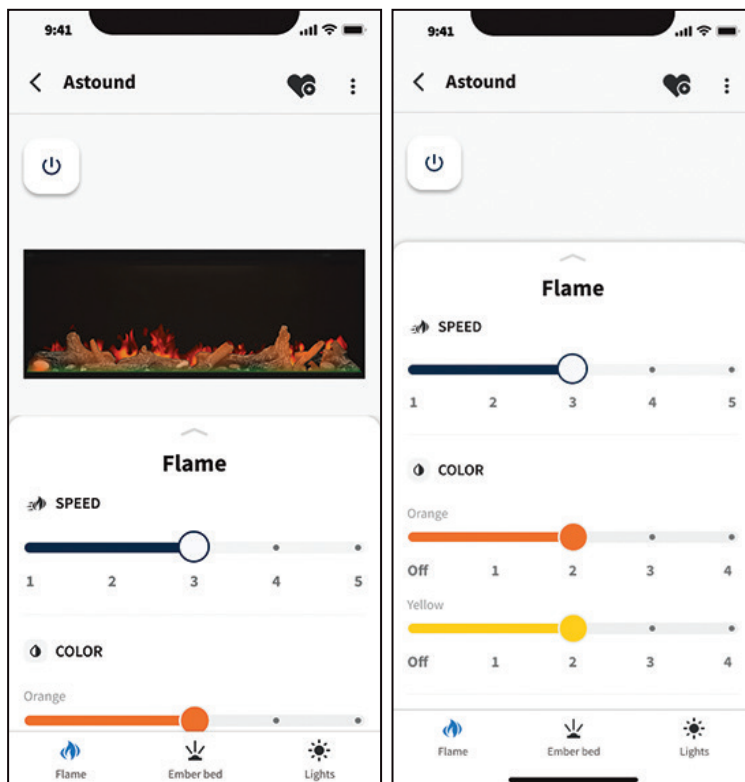 9:41
Astound
Flame
SPEED
1 2 3 4 5
COLOR
Orange
Flame Ember bed Lights
9:41
Astound
Flame
SPEED
1 2 3 4 5
COLOR
Orange
Off 1 2 3 4
Yellow
Off 1 2 3 4
Flame Ember bed Lights